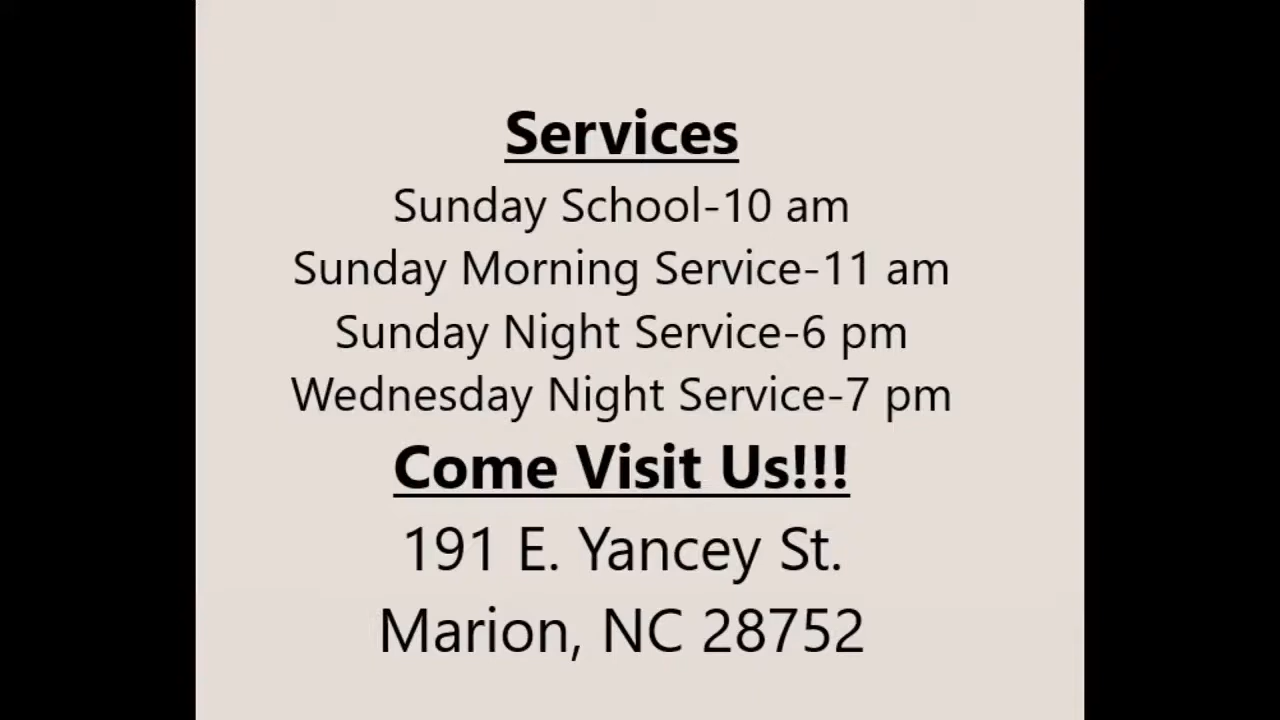 Services
Sunday School-10 am
Sunday Morning Service-11 am
Sunday Night Service-6 pm
Wednesday Night Service-7 pm
Come Visit Us!!!
191 E. Yancey St.
Marion, NC 28752